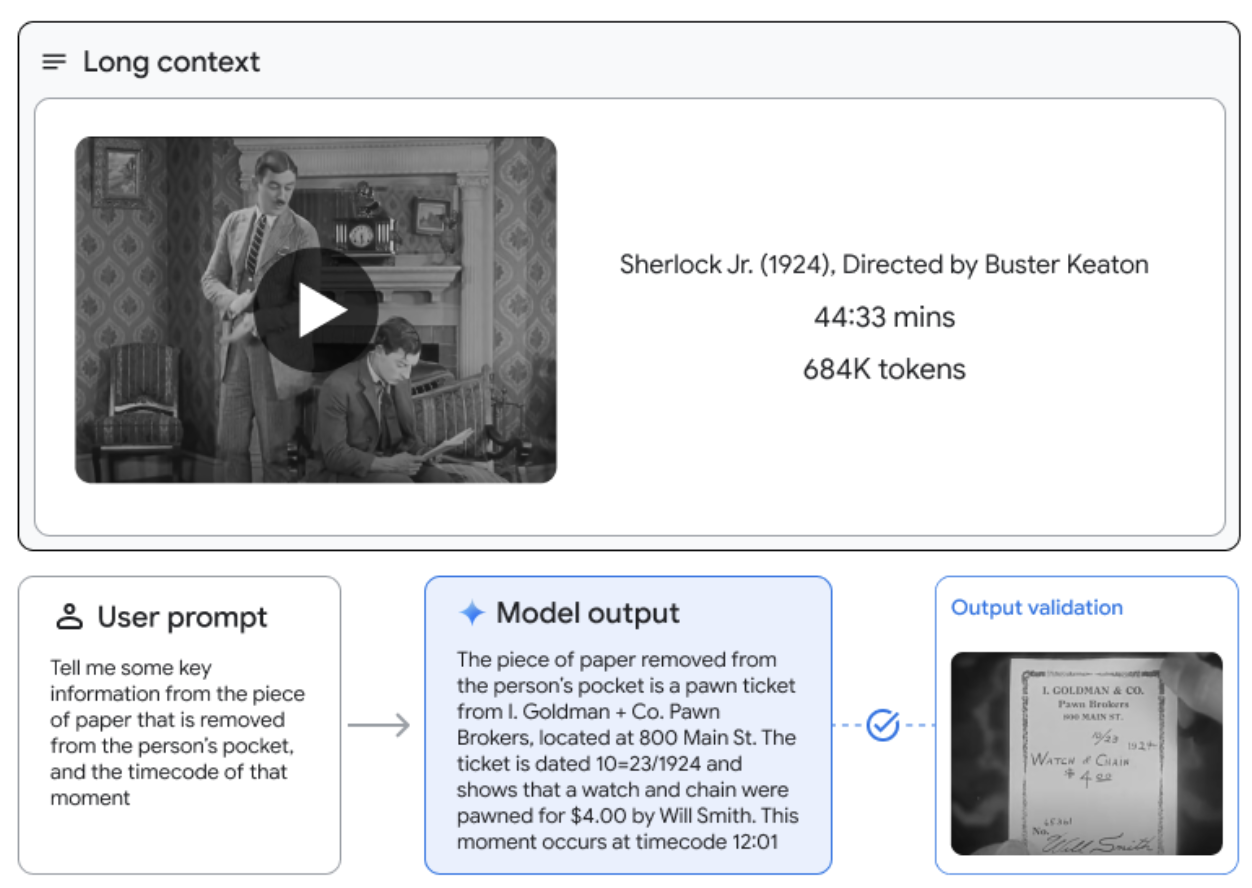 Long context
Sherlock Jr. (1924), Directed by Buster Keaton
44:33 mins
684K tokens
User prompt
Tell me some key
information from the piece
of paper that is removed
from the person's pocket,
and the timecode of that
moment
Model output
The piece of paper removed from
the person's pocket is a pawn ticket
from I. Goldman + Co. Pawn
Brokers, located at 800 Main St. The
ticket is dated 10=23/1924 and
shows that a watch and chain were
pawned for $4.00 by Will Smith. This
moment occurs at timecode 12:01
Output validation
I. GOLDMAN & CO.
Pawn Brokers
800 MAIN ST.
10/23 1924
WATCH & CHAIN
$ 4 00
No. 45361
Will Smith